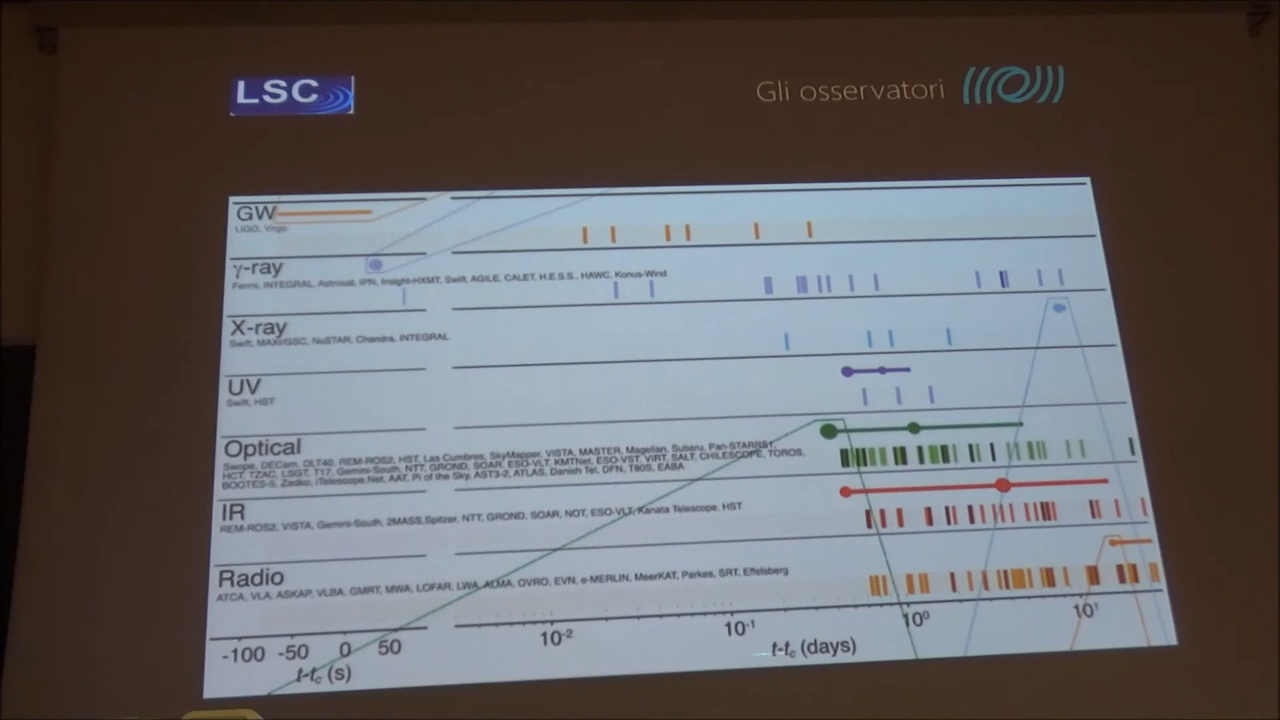 LSC
Gli osservatori
GW
LIGO, Virgo
γ-ray
Fermi, INTEGRAL, Astrosat, IPN, Insight-HXMT, Swift, AGILE, CALET, H.E.S.S., HAWC, Konus-Wind
X-ray
Swift, MAXI/GSC, NuSTAR, Chandra, INTEGRAL
UV
Swift, HST
Optical
Swope, DECam, DLT40, REM-ROS2, HST, Las Cumbres, SkyMapper, VISTA, MASTER, Magellan, Subaru, Pan-STARRS1,
HCT, TZAC, LSGT, T17, Gemini-South, NTT, GROND, SOAR, ESO-VLT, KMTNet, ESO-VST, VIRT, SALT, CHILESCOPE, TOROS,
BOOTES-5, Zadko, iTelescope.Net, AAT, Pi of the Sky, AST3-2, ATLAS, Danish Tel, DFN, T80S, EABA
IR
REM-ROS2, VISTA, Gemini-South, 2MASS,Spitzer, NTT, GROND, SOAR, NOT, ESO-VLT, Kanata Telescope, HST
Radio
ATCA, VLA, ASKAP, VLBA, GMRT, MWA, LOFAR, LWA, ALMA, OVRO, EVN, e-MERLIN, MeerKAT, Parkes, SRT, Effelsberg
-100 -50 0 50 10⁻² 10⁻¹ 10⁰ 10¹
t-tc (s) t-tc (days)